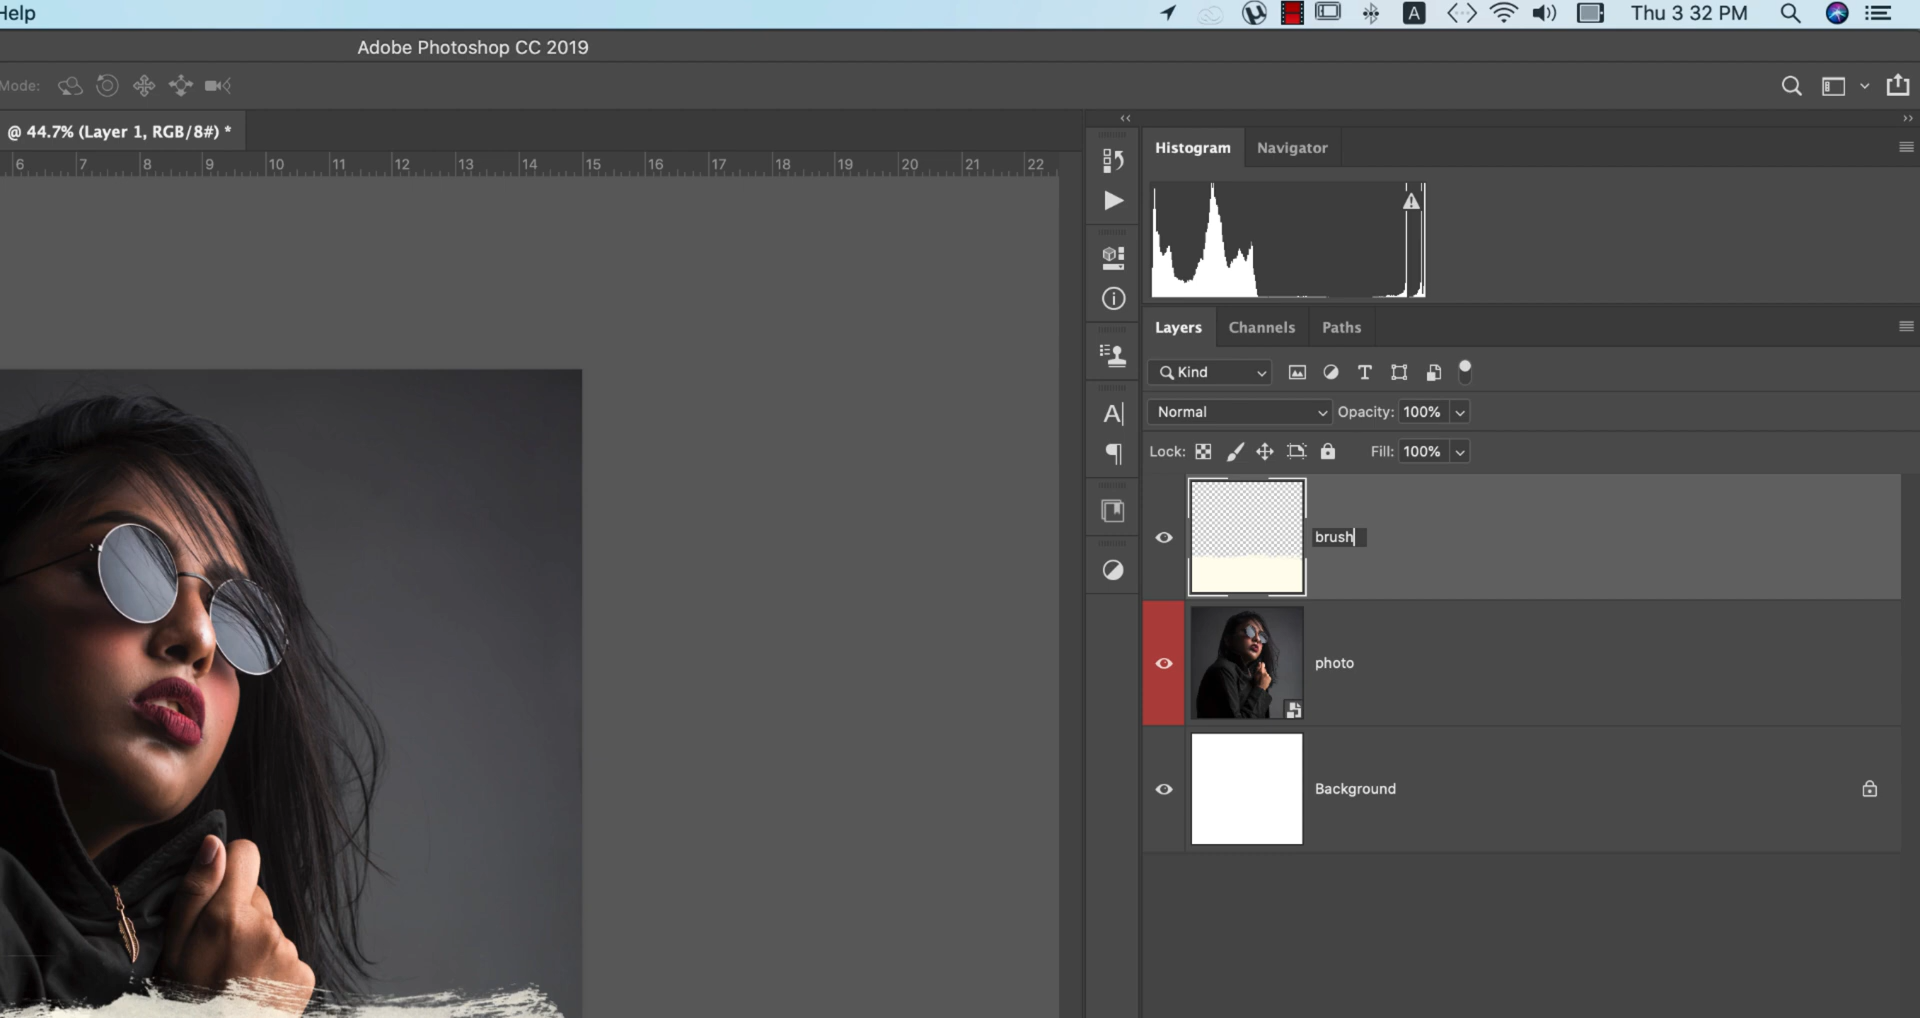 Help
A
Thu 3 32 PM
Adobe Photoshop CC 2019
Mode:
@ 44.7% (Layer 1, RGB/8#) *
6 7 8 9 10 11 12 13 14 15 16 17 18 19 20 21 22
Histogram
Navigator
Layers
Channels
Paths
Kind
Normal
Opacity: 100%
Lock:
Fill: 100%
brush
photo
Background